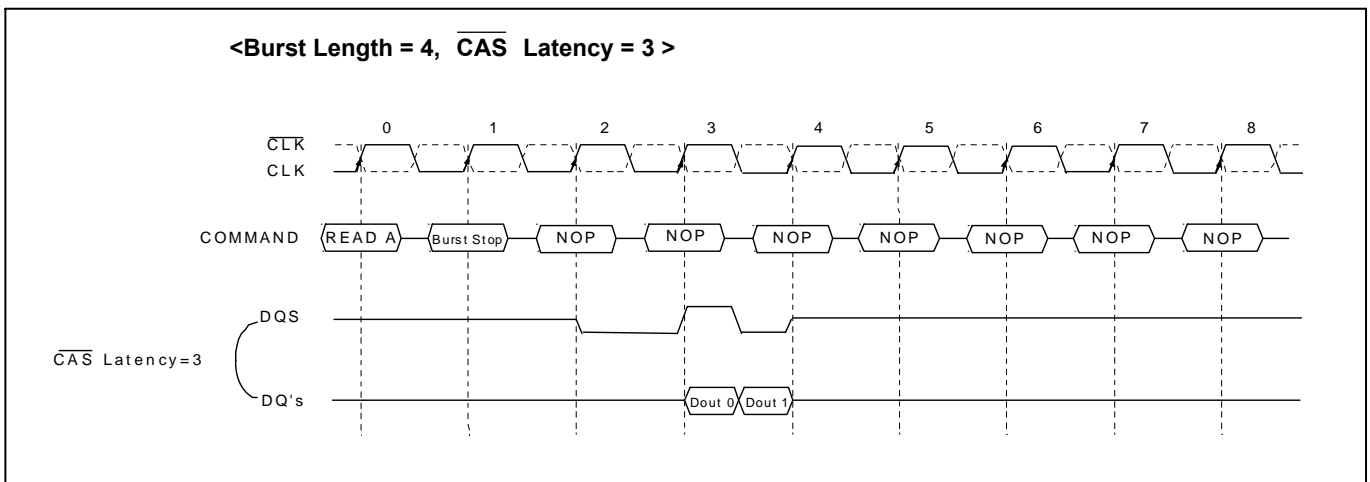 <Burst Length = 4, CAS Latency = 3 >
0 1 2 3 4 5 6 7 8
CLK
CLK
COMMAND READ A Burst Stop NOP NOP NOP NOP NOP NOP NOP
DQS
CAS Latency=3
DQ's Dout 0 Dout 1